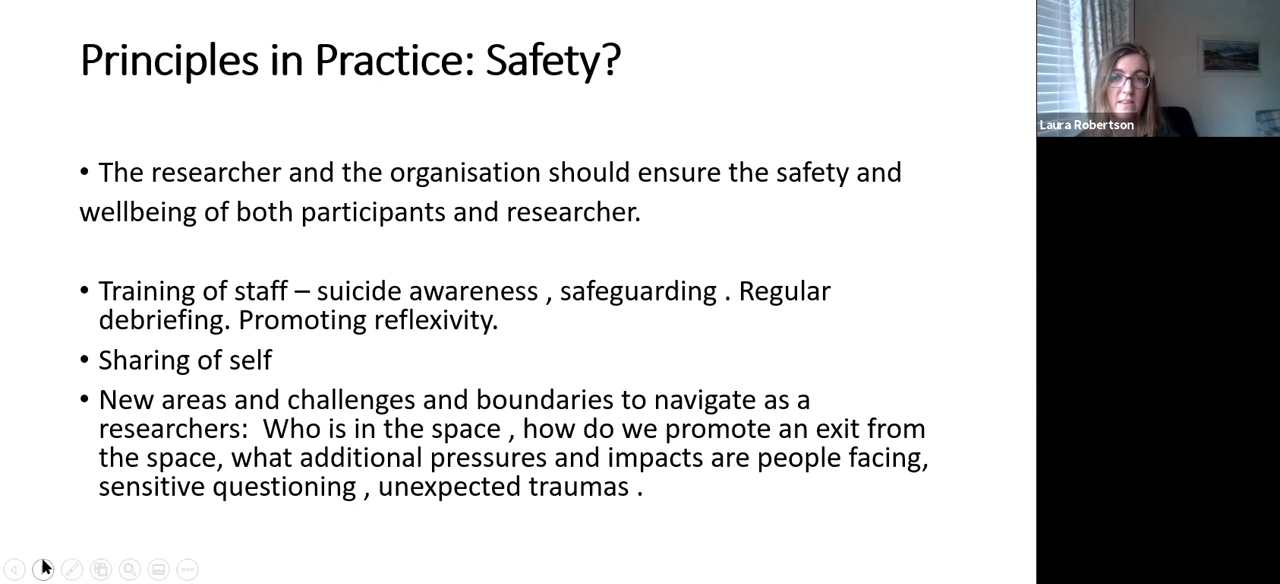 Principles in Practice: Safety?
Laura Robertson
• The researcher and the organisation should ensure the safety and
wellbeing of both participants and researcher.
• Training of staff – suicide awareness , safeguarding . Regular
debriefing. Promoting reflexivity.
• Sharing of self
• New areas and challenges and boundaries to navigate as a
researchers:  Who is in the space , how do we promote an exit from
the space, what additional pressures and impacts are people facing,
sensitive questioning , unexpected traumas .